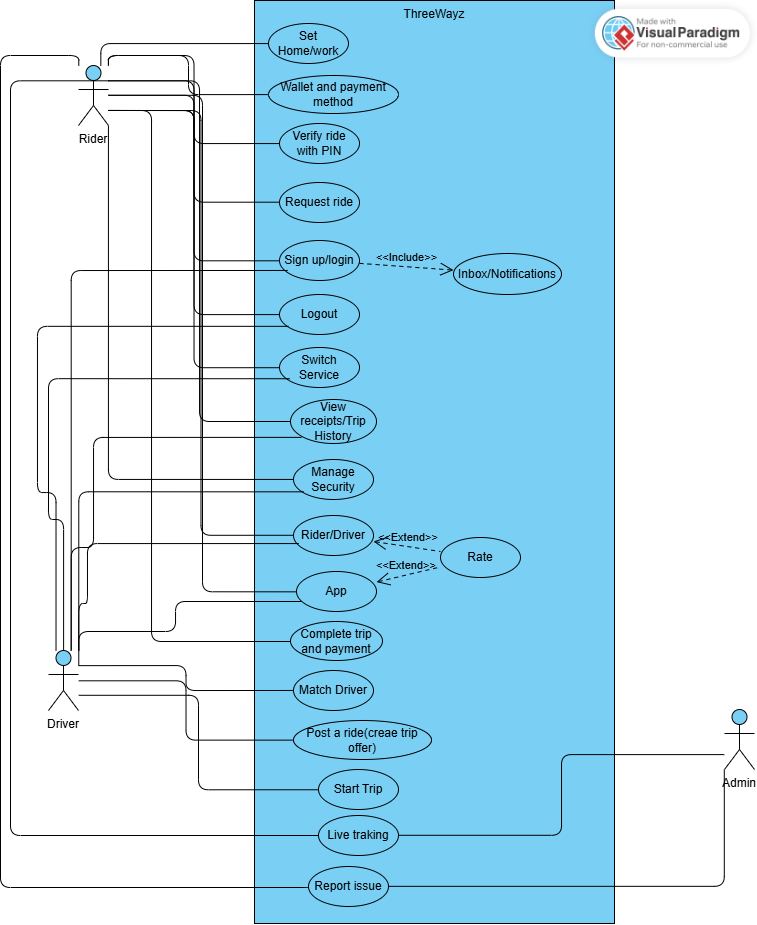 ThreeWayz
Made with
Visual Paradigm
For non-commercial use
Set
Home/work
Wallet and payment
method
Rider
Verify ride
with PIN
Request ride
Sign up/login
<<Include>>
Inbox/Notifications
Logout
Switch
Service
View
receipts/Trip
History
Manage
Security
Rider/Driver
<<Extend>>
Rate
<<Extend>>
App
Complete trip
and payment
Match Driver
Driver
Post a ride(creae trip
offer)
Admin
Start Trip
Live traking
Report issue